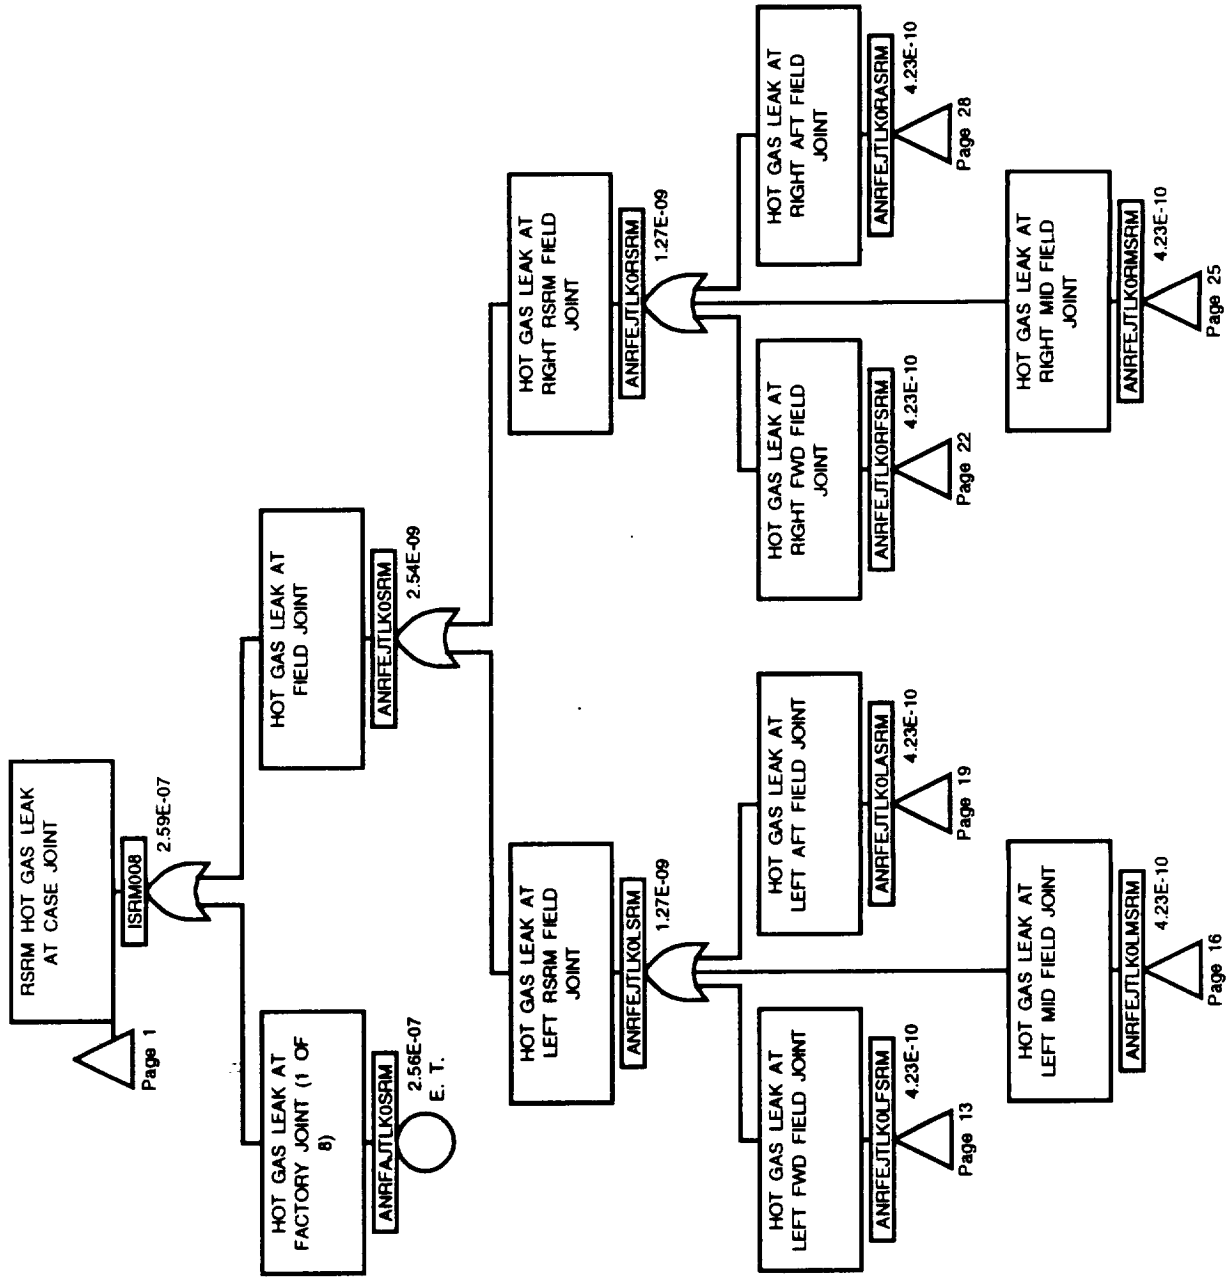 RSRM HOT GAS LEAK
AT CASE JOINT
ISRM008
2.59E-07
Page 1
HOT GAS LEAK AT
FACTORY JOINT (1 OF
8)
ANRFAJTLK0SRM
2.56E-07
E. T.
HOT GAS LEAK AT
FIELD JOINT
ANRFEJTLK0SRM
2.54E-09
HOT GAS LEAK AT
LEFT RSRM FIELD
JOINT
ANRFEJTLK0LSRM
1.27E-09
HOT GAS LEAK AT
RIGHT RSRM FIELD
JOINT
ANRFEJTLK0RSRM
1.27E-09
HOT GAS LEAK AT
LEFT FWD FIELD JOINT
ANRFEJTLK0LFSRM
4.23E-10
Page 13
HOT GAS LEAK AT
LEFT AFT FIELD JOINT
ANRFEJTLK0LASRM
4.23E-10
Page 19
HOT GAS LEAK AT
RIGHT FWD FIELD
JOINT
ANRFEJTLK0RFSRM
4.23E-10
Page 22
HOT GAS LEAK AT
RIGHT AFT FIELD
JOINT
ANRFEJTLK0RASRM
4.23E-10
Page 28
HOT GAS LEAK AT
LEFT MID FIELD JOINT
ANRFEJTLK0LMSRM
4.23E-10
Page 16
HOT GAS LEAK AT
RIGHT MID FIELD
JOINT
ANRFEJTLK0RMSRM
4.23E-10
Page 25